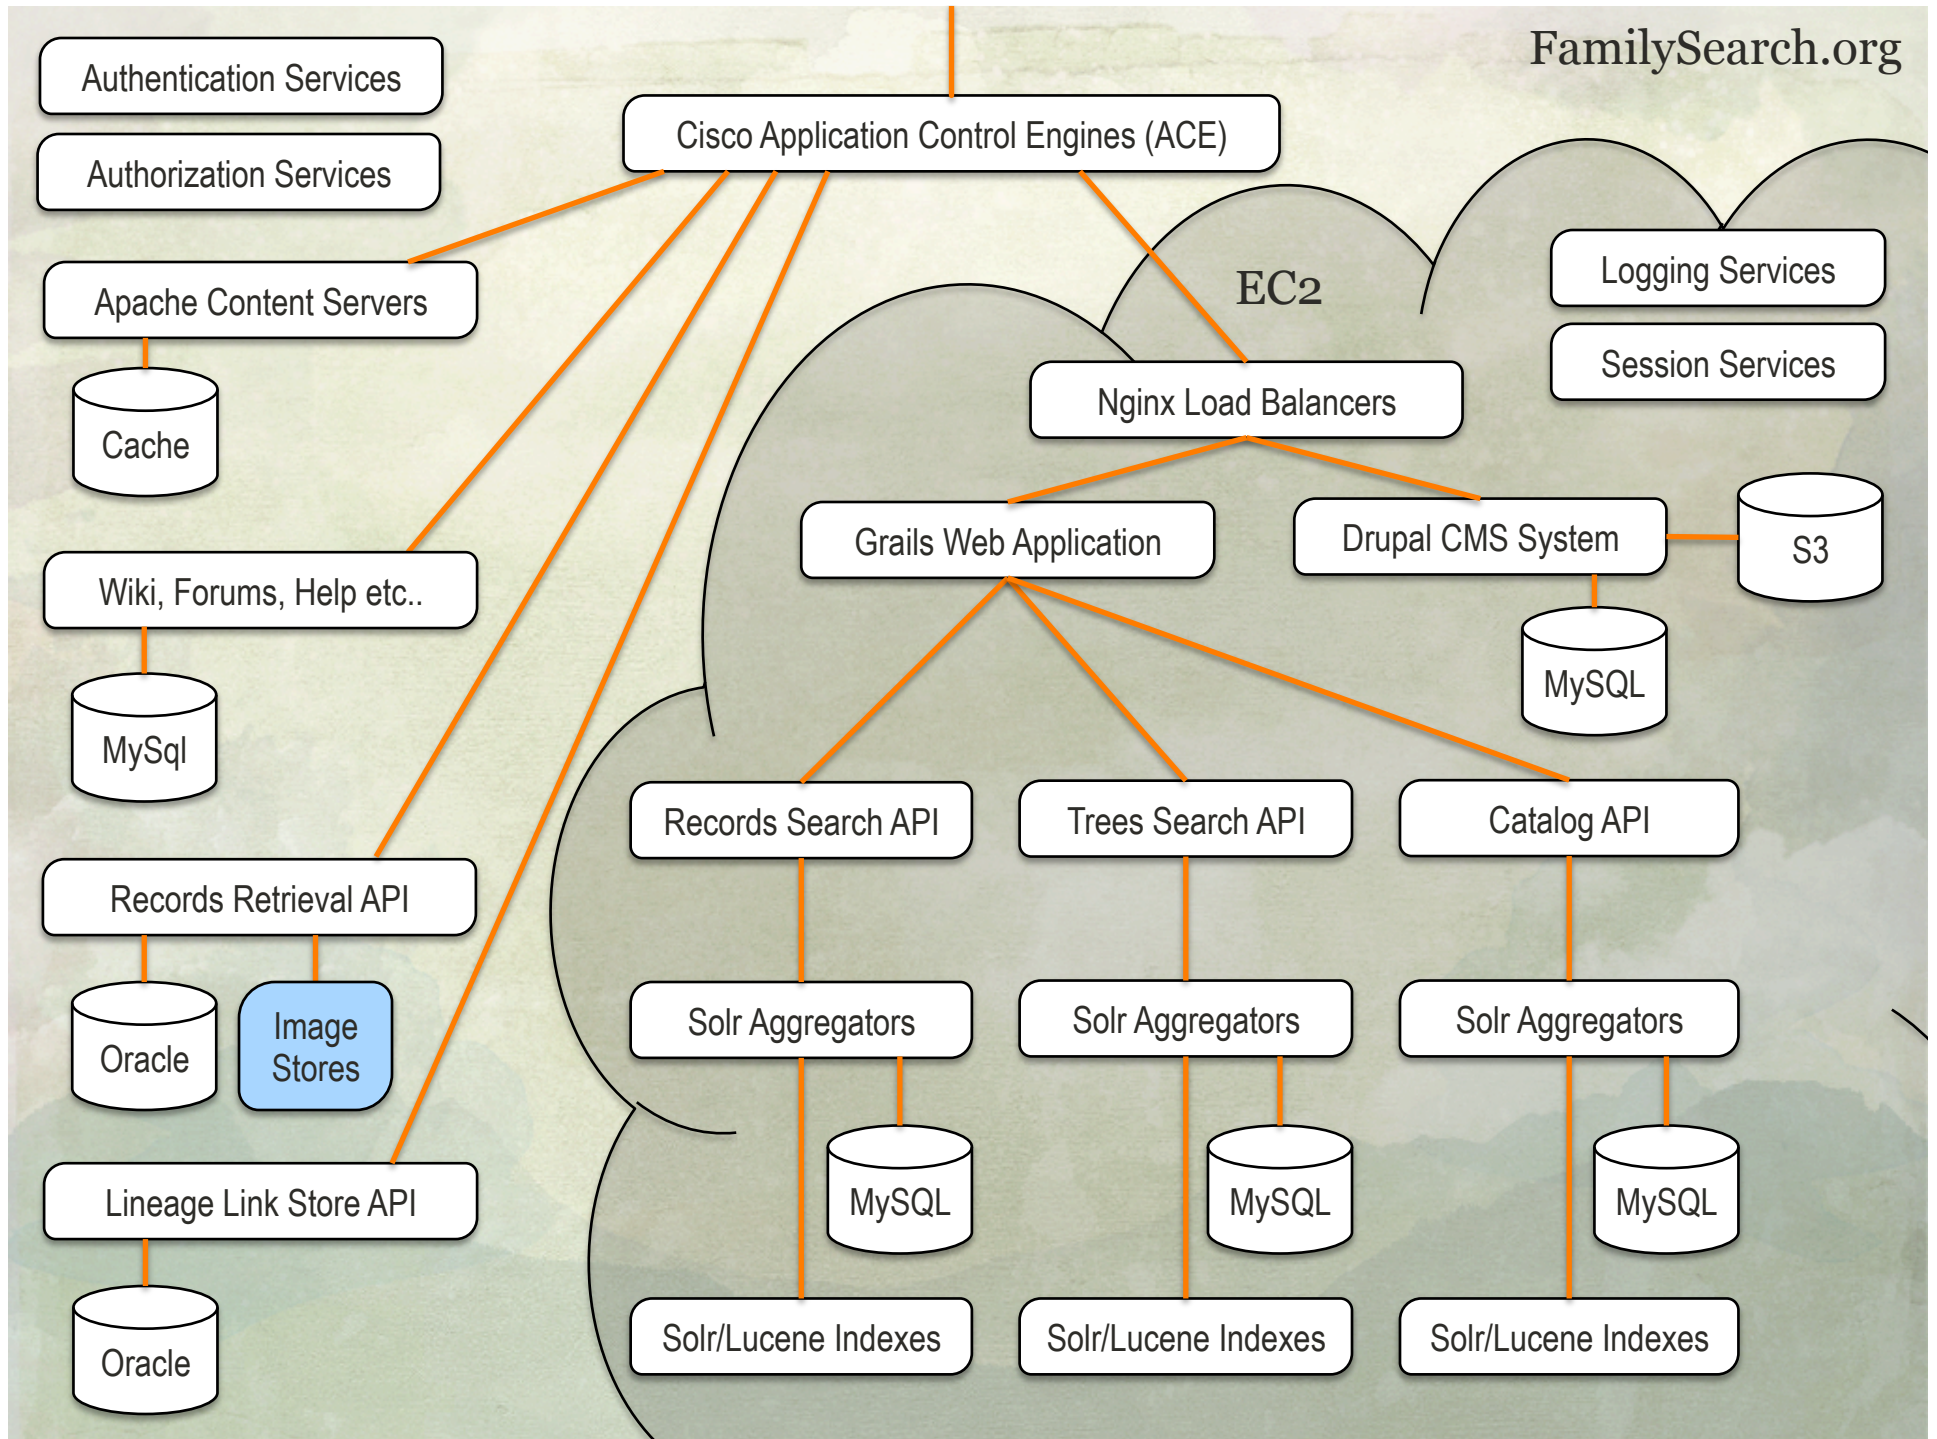 FamilySearch.org
Authentication Services
Cisco Application Control Engines (ACE)
Authorization Services
Apache Content Servers
EC2
Logging Services
Session Services
Nginx Load Balancers
Cache
Grails Web Application
Drupal CMS System
S3
Wiki, Forums, Help etc..
MySQL
MySql
Records Search API
Trees Search API
Catalog API
Records Retrieval API
Solr Aggregators
Solr Aggregators
Solr Aggregators
Oracle
Image
Stores
Lineage Link Store API
MySQL
MySQL
MySQL
Solr/Lucene Indexes
Solr/Lucene Indexes
Solr/Lucene Indexes
Oracle